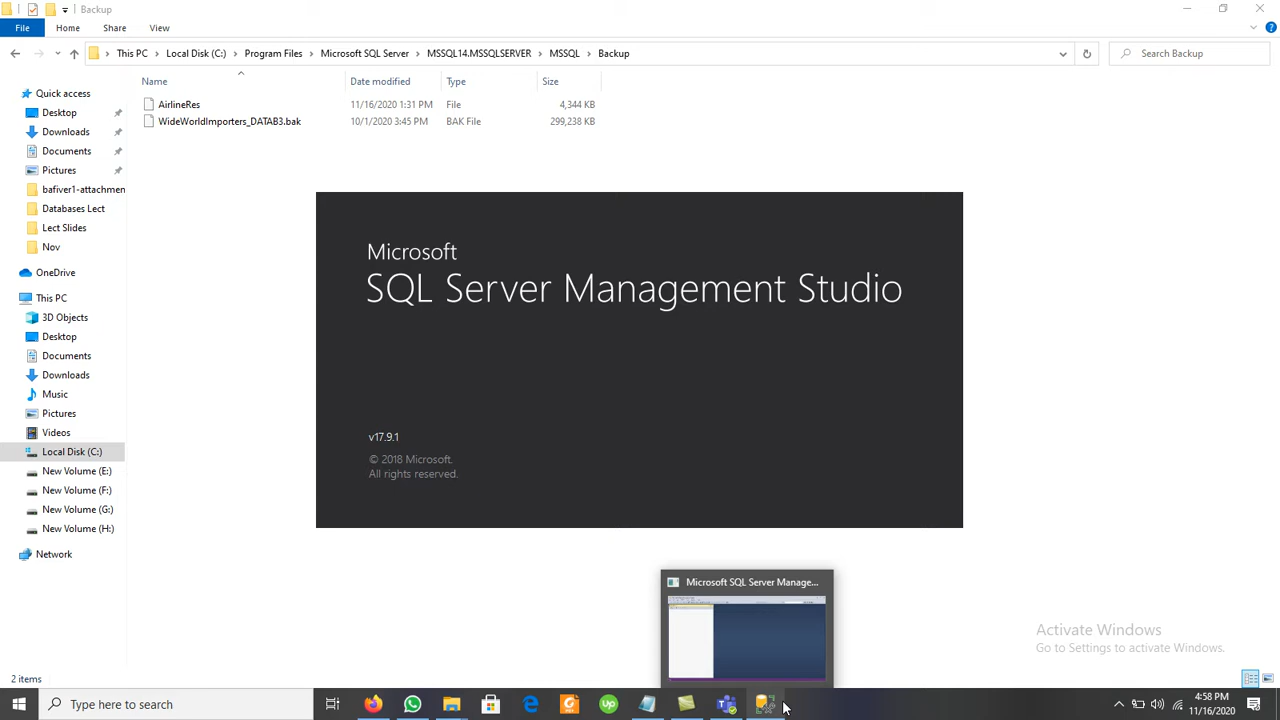 Backup
File Home Share View
This PC Local Disk (C:) Program Files Microsoft SQL Server MSSQL14.MSSQLSERVER MSSQL Backup
Search Backup
Name Date modified Type Size
AirlineRes 11/16/2020 1:31 PM File 4,344 KB
WideWorldImporters_DATAB3.bak 10/1/2020 3:45 PM BAK File 299,238 KB
Quick access
Desktop
Downloads
Documents
Pictures
bafiver1-attachmen
Databases Lect
Lect Slides
Nov
OneDrive
This PC
3D Objects
Desktop
Documents
Downloads
Music
Pictures
Videos
Local Disk (C:)
New Volume (E:)
New Volume (F:)
New Volume (G:)
New Volume (H:)
Network
Microsoft
SQL Server Management Studio
v17.9.1
© 2018 Microsoft.
All rights reserved.
Microsoft SQL Server Manage...
Activate Windows
Go to Settings to activate Windows.
2 items
Type here to search
Up
4:58 PM
11/16/2020